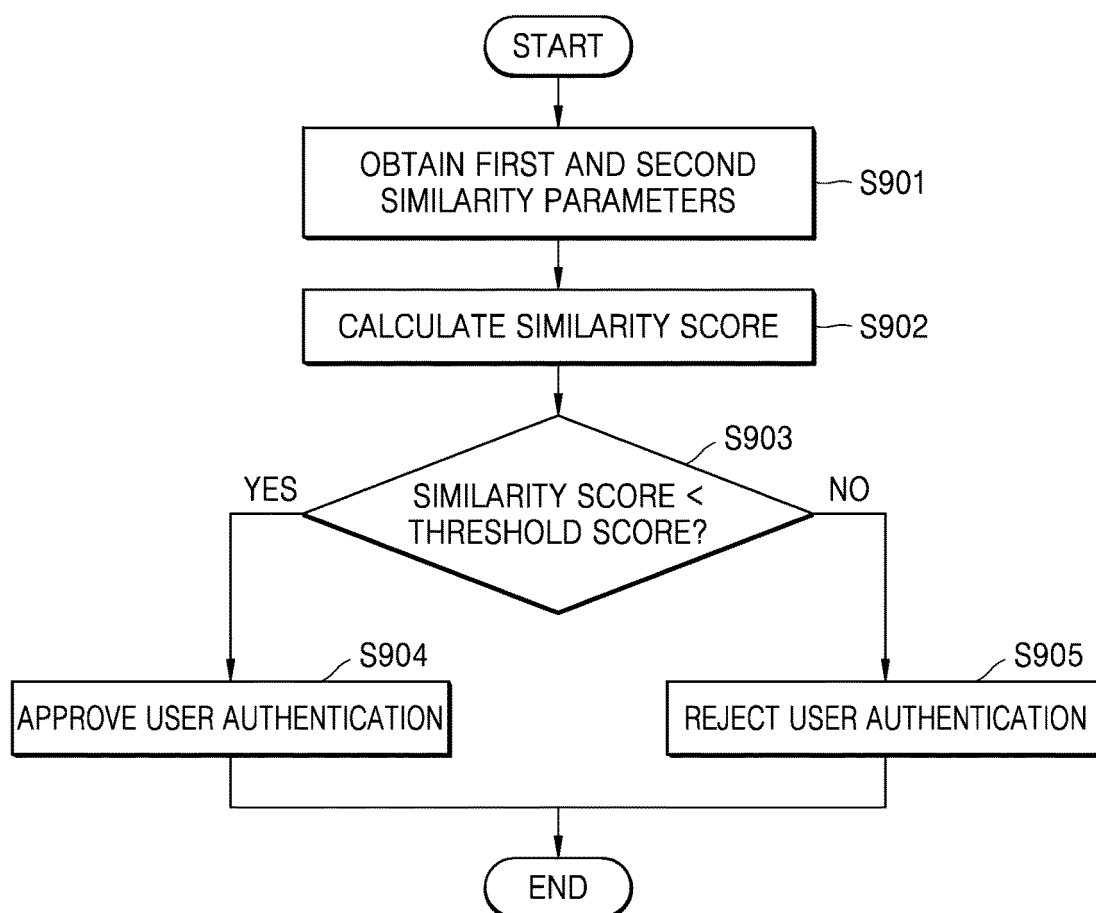 START
OBTAIN FIRST AND SECOND
SIMILARITY PARAMETERS
S901
CALCULATE SIMILARITY SCORE
S902
S903
YES
SIMILARITY SCORE <
THRESHOLD SCORE?
NO
S904
APPROVE USER AUTHENTICATION
S905
REJECT USER AUTHENTICATION
END